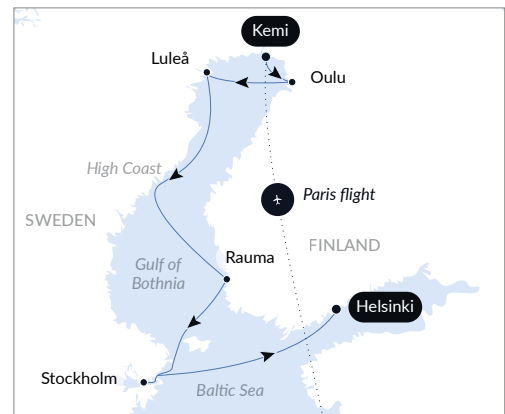 Kemi
Luleå
Oulu
High Coast
Paris flight
SWEDEN
FINLAND
Rauma
Gulf of
Bothnia
Helsinki
Stockholm
Baltic Sea